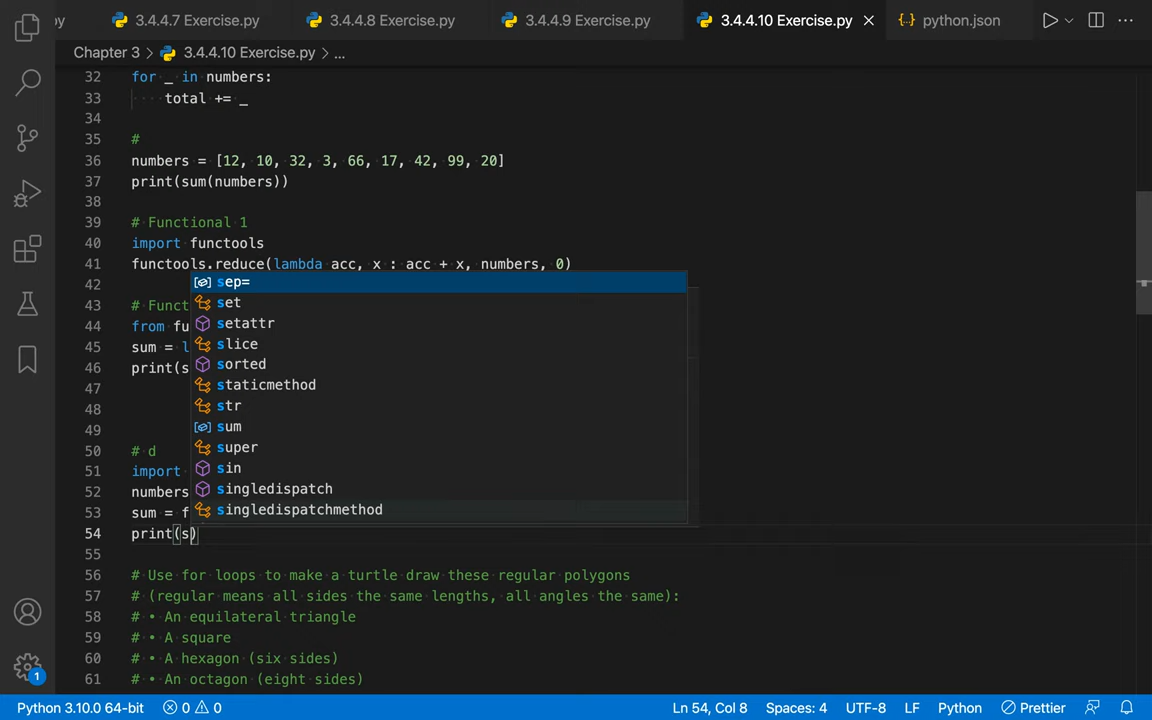 py
3.4.4.7 Exercise.py
3.4.4.8 Exercise.py
3.4.4.9 Exercise.py
3.4.4.10 Exercise.py
python.json
Chapter 3 > 3.4.4.10 Exercise.py > ...
32 for _ in numbers:
33 ····total += _
34
35 #
36 numbers = [12, 10, 32, 3, 66, 17, 42, 99, 20]
37 print(sum(numbers))
38
39 # Functional 1
40 import functools
41 functools.reduce(lambda acc, x : acc + x, numbers, 0)
42
43 # Funct
44 from fu
45 sum = l
46 print(s
47
48
49
50 # d
51 import
52 numbers
53 sum = f
54 print(s)
sep=
set
setattr
slice
sorted
staticmethod
str
sum
super
sin
singledispatch
singledispatchmethod
55
56 # Use for loops to make a turtle draw these regular polygons
57 # (regular means all sides the same lengths, all angles the same):
58 # • An equilateral triangle
59 # • A square
60 # • A hexagon (six sides)
61 # • An octagon (eight sides)
1
Python 3.10.0 64-bit 0 0 Ln 54, Col 8 Spaces: 4 UTF-8 LF Python Prettier